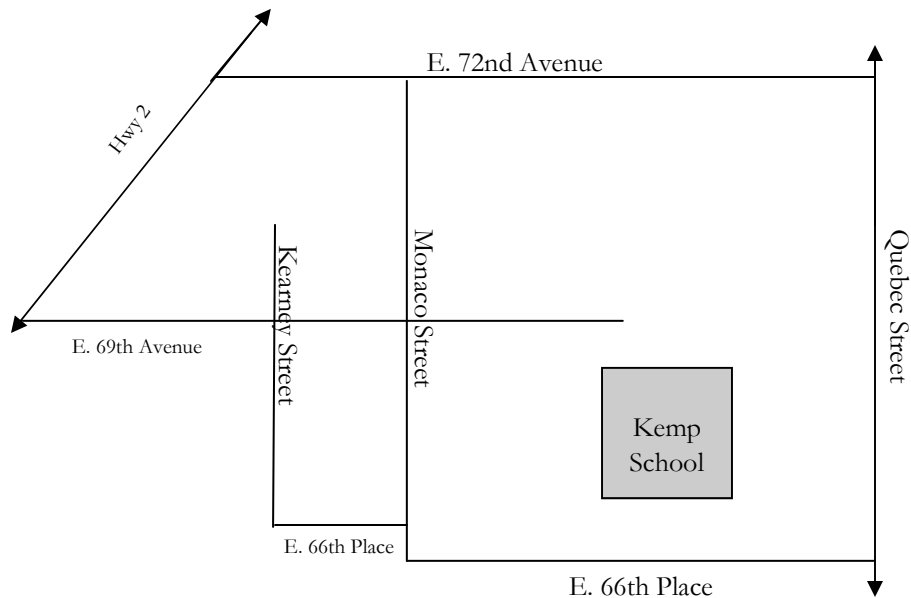 E. 72nd Avenue
Hwy 2
Kearney Street
Monaco Street
Quebec Street
E. 69th Avenue
Kemp
School
E. 66th Place
E. 66th Place